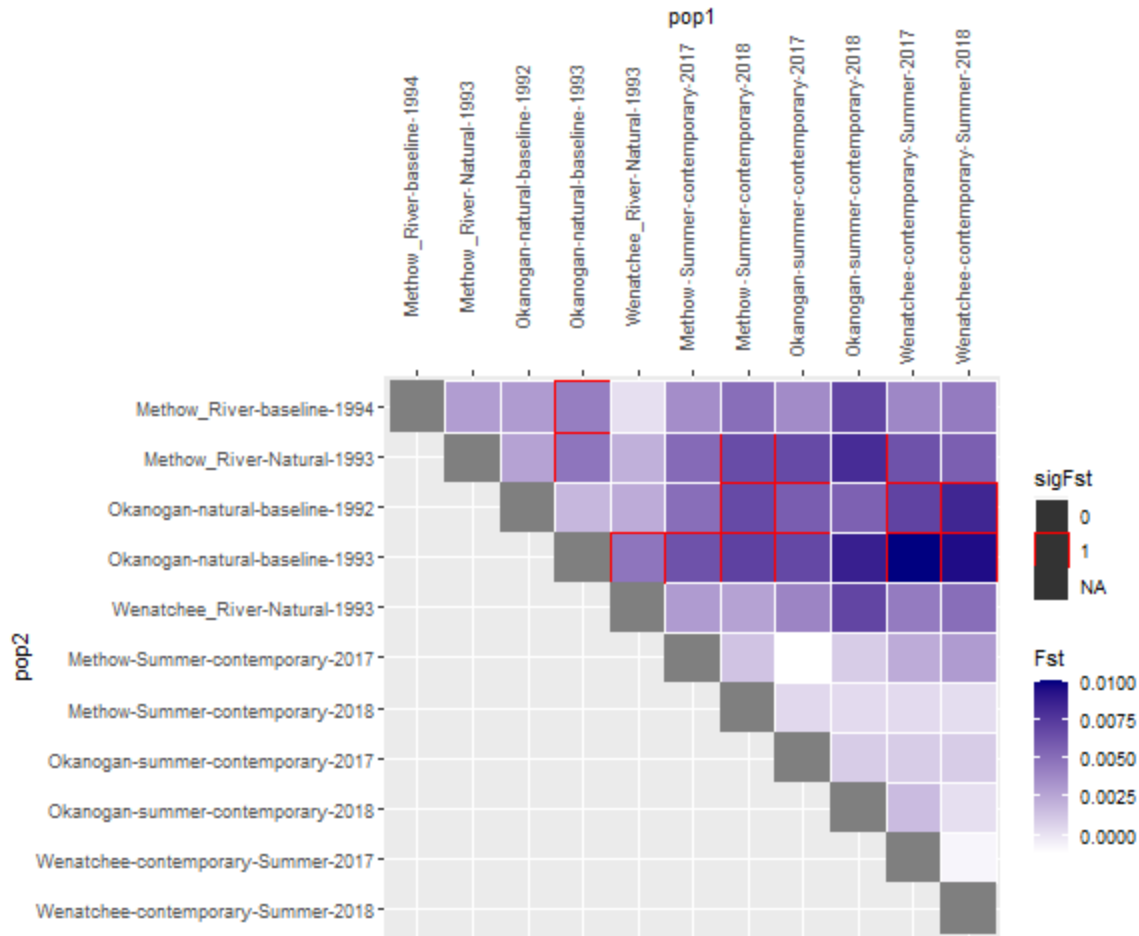 pop1
Methow_River-baseline-1994
Methow_River-Natural-1993
Okanogan-natural-baseline-1992
Okanogan-natural-baseline-1993
Wenatchee_River-Natural-1993
Methow-Summer-contemporary-2017
Methow-Summer-contemporary-2018
Okanogan-summer-contemporary-2017
Okanogan-summer-contemporary-2018
Wenatchee-contemporary-Summer-2017
Wenatchee-contemporary-Summer-2018
pop2
Methow_River-baseline-1994
Methow_River-Natural-1993
Okanogan-natural-baseline-1992
Okanogan-natural-baseline-1993
Wenatchee_River-Natural-1993
Methow-Summer-contemporary-2017
Methow-Summer-contemporary-2018
Okanogan-summer-contemporary-2017
Okanogan-summer-contemporary-2018
Wenatchee-contemporary-Summer-2017
Wenatchee-contemporary-Summer-2018
sigFst
0
1
NA
Fst
0.0100
0.0075
0.0050
0.0025
0.0000